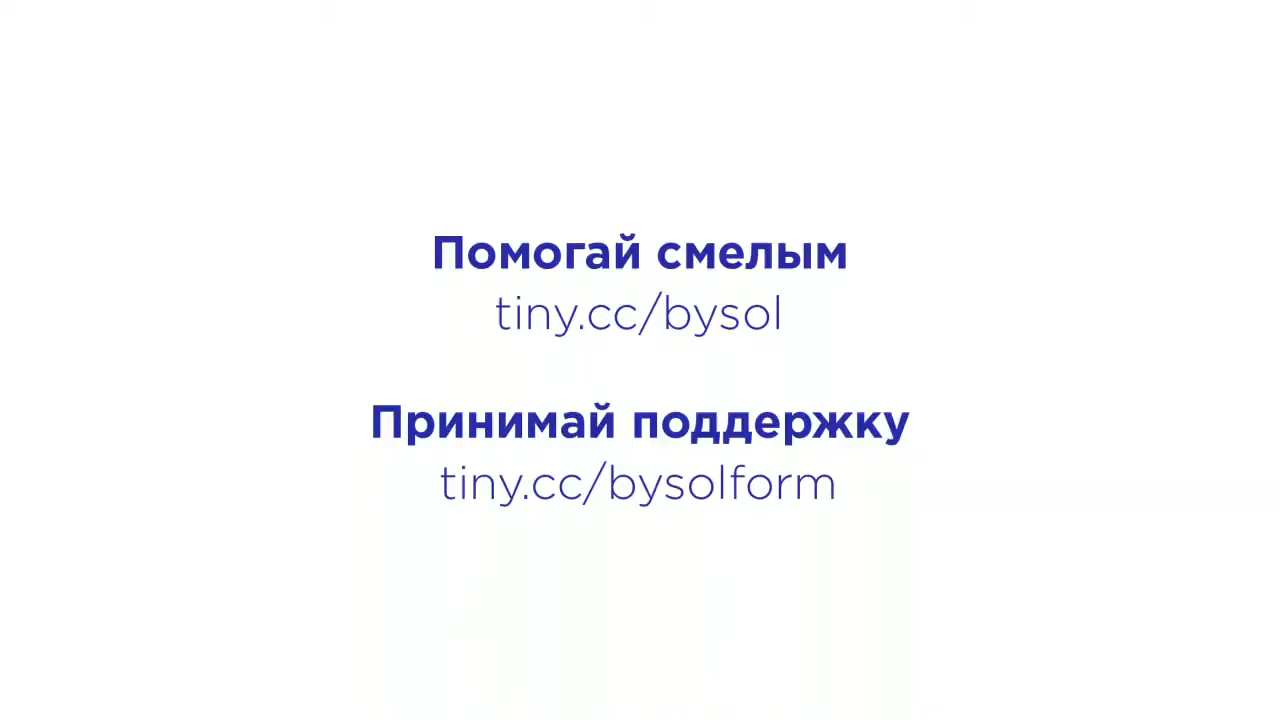 Помогай смелым
tiny.cc/bysol
Принимай поддержку
tiny.cc/bysolform